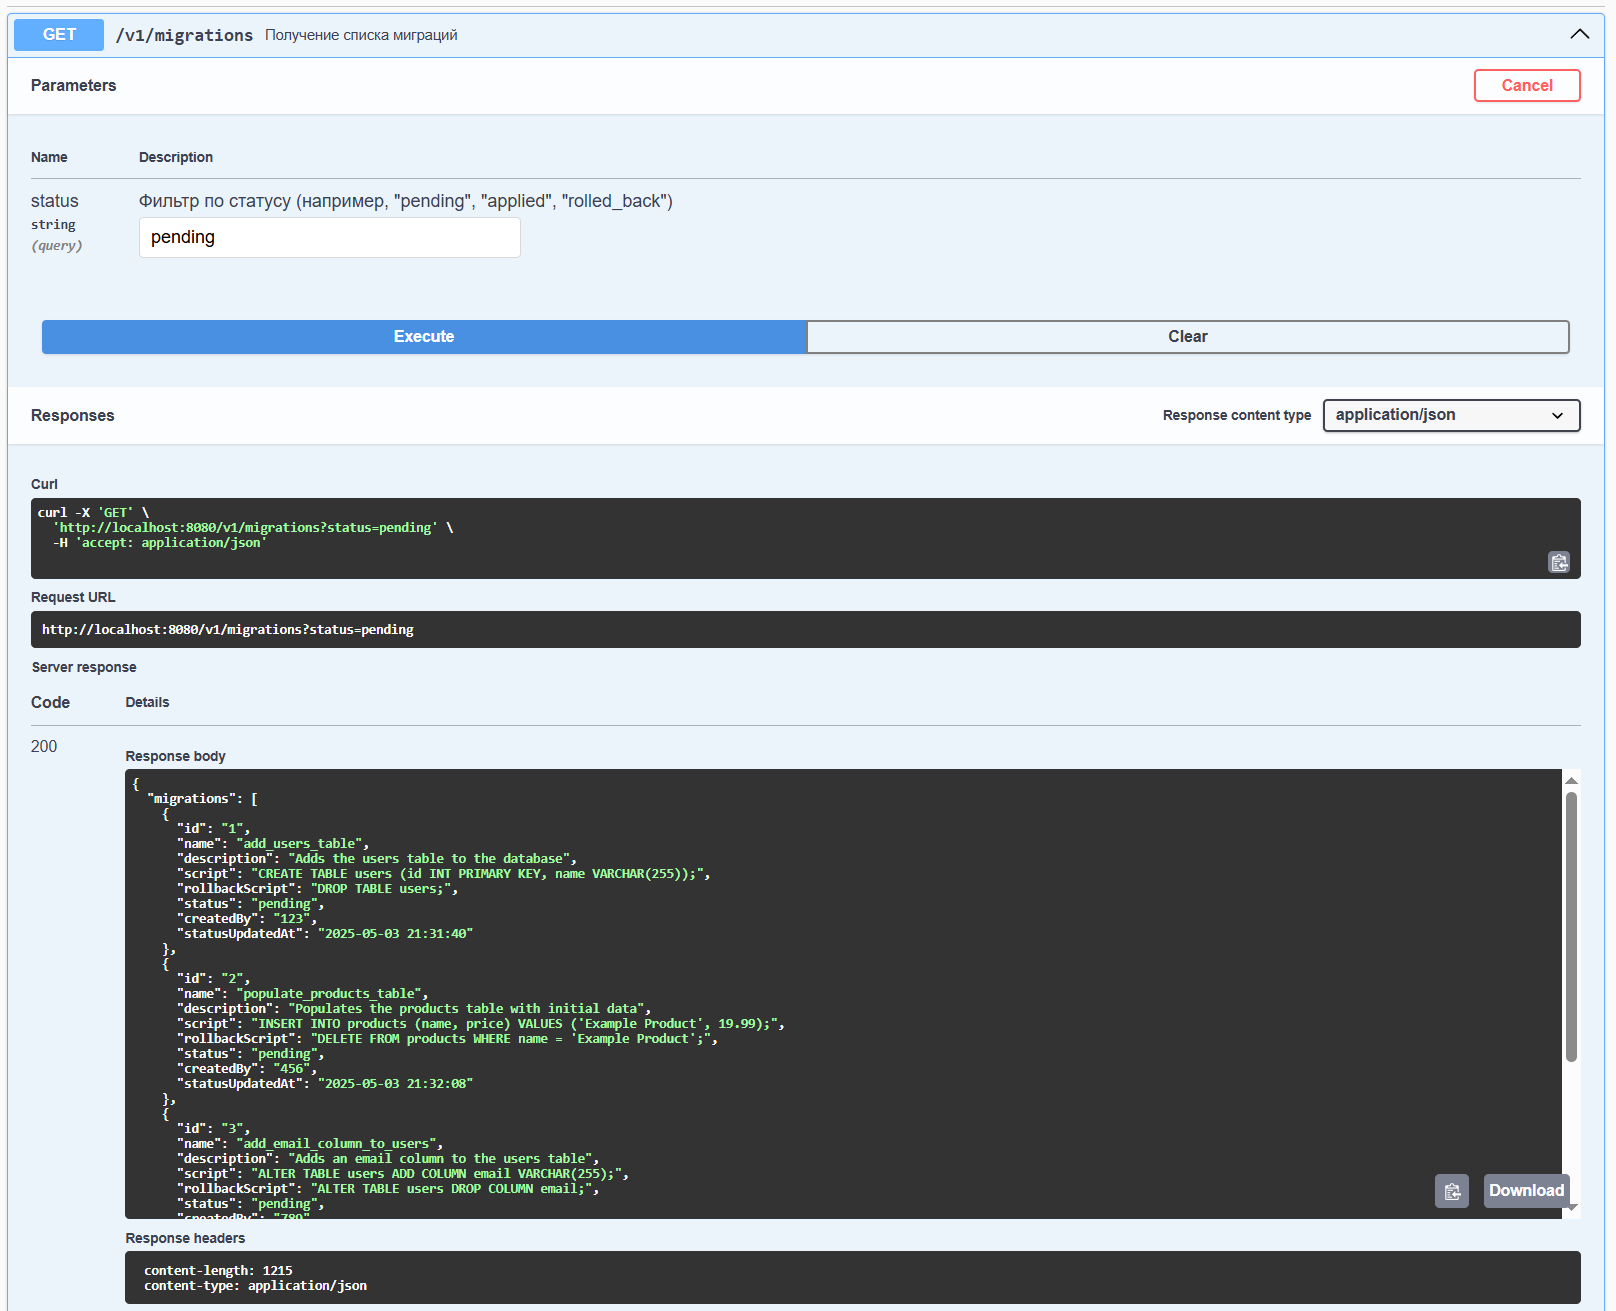 GET /v1/migrations Получение списка миграций
Parameters
Cancel
Name Description
status Фильтр по статусу (например, "pending", "applied", "rolled_back")
string
(query)
pending
Execute Clear
Responses
Response content type application/json
Curl
curl -X 'GET' \
'http://localhost:8080/v1/migrations?status=pending' \
-H 'accept: application/json'
Request URL
http://localhost:8080/v1/migrations?status=pending
Server response
Code Details
200
Response body
{
"migrations": [
{
"id": "1",
"name": "add_users_table",
"description": "Adds the users table to the database",
"script": "CREATE TABLE users (id INT PRIMARY KEY, name VARCHAR(255));",
"rollbackScript": "DROP TABLE users;",
"status": "pending",
"createdBy": "123",
"statusUpdatedAt": "2025-05-03 21:31:40"
},
{
"id": "2",
"name": "populate_products_table",
"description": "Populates the products table with initial data",
"script": "INSERT INTO products (name, price) VALUES ('Example Product', 19.99);",
"rollbackScript": "DELETE FROM products WHERE name = 'Example Product';",
"status": "pending",
"createdBy": "456",
"statusUpdatedAt": "2025-05-03 21:32:08"
},
{
"id": "3",
"name": "add_email_column_to_users",
"description": "Adds an email column to the users table",
"script": "ALTER TABLE users ADD COLUMN email VARCHAR(255);",
"rollbackScript": "ALTER TABLE users DROP COLUMN email;",
"status": "pending",
"createdBy": "789"
Download
Response headers
content-length: 1215
content-type: application/json